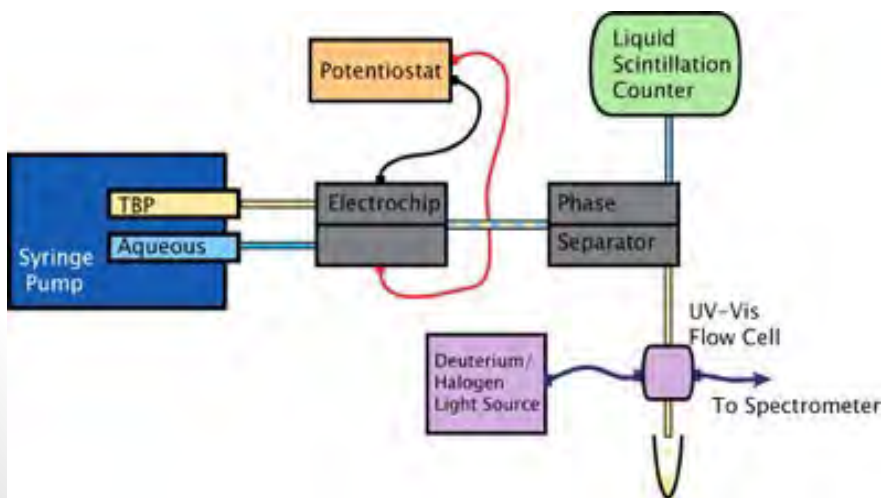 Potentiostat
Liquid
Scintillation
Counter
TBP
Electrochip
Phase
Aqueous
Separator
Syringe
Pump
UV-Vis
Flow Cell
Deuterium/
Halogen
Light Source
To Spectrometer